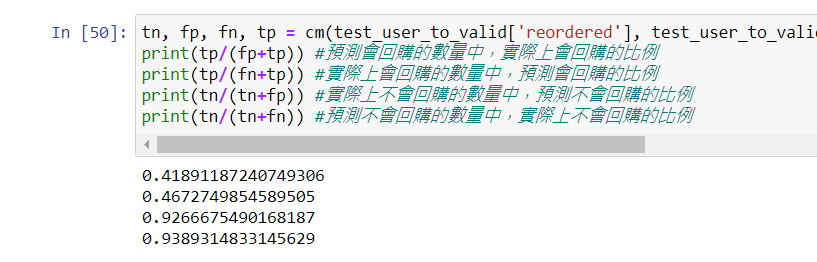 In [50]: tn, fp, fn, tp = cm(test_user_to_valid['reordered'], test_user_to_valid
print(tp/(fp+tp)) #預測會回購的數量中，實際上會回購的比例
print(tp/(fn+tp)) #實際上會回購的數量中，預測會回購的比例
print(tn/(tn+fp)) #實際上不會回購的數量中，預測不會回購的比例
print(tn/(tn+fn)) #預測不會回購的數量中，實際上不會回購的比例
0.41891187240749306
0.4672749854589505
0.9266675490168187
0.9389314833145629